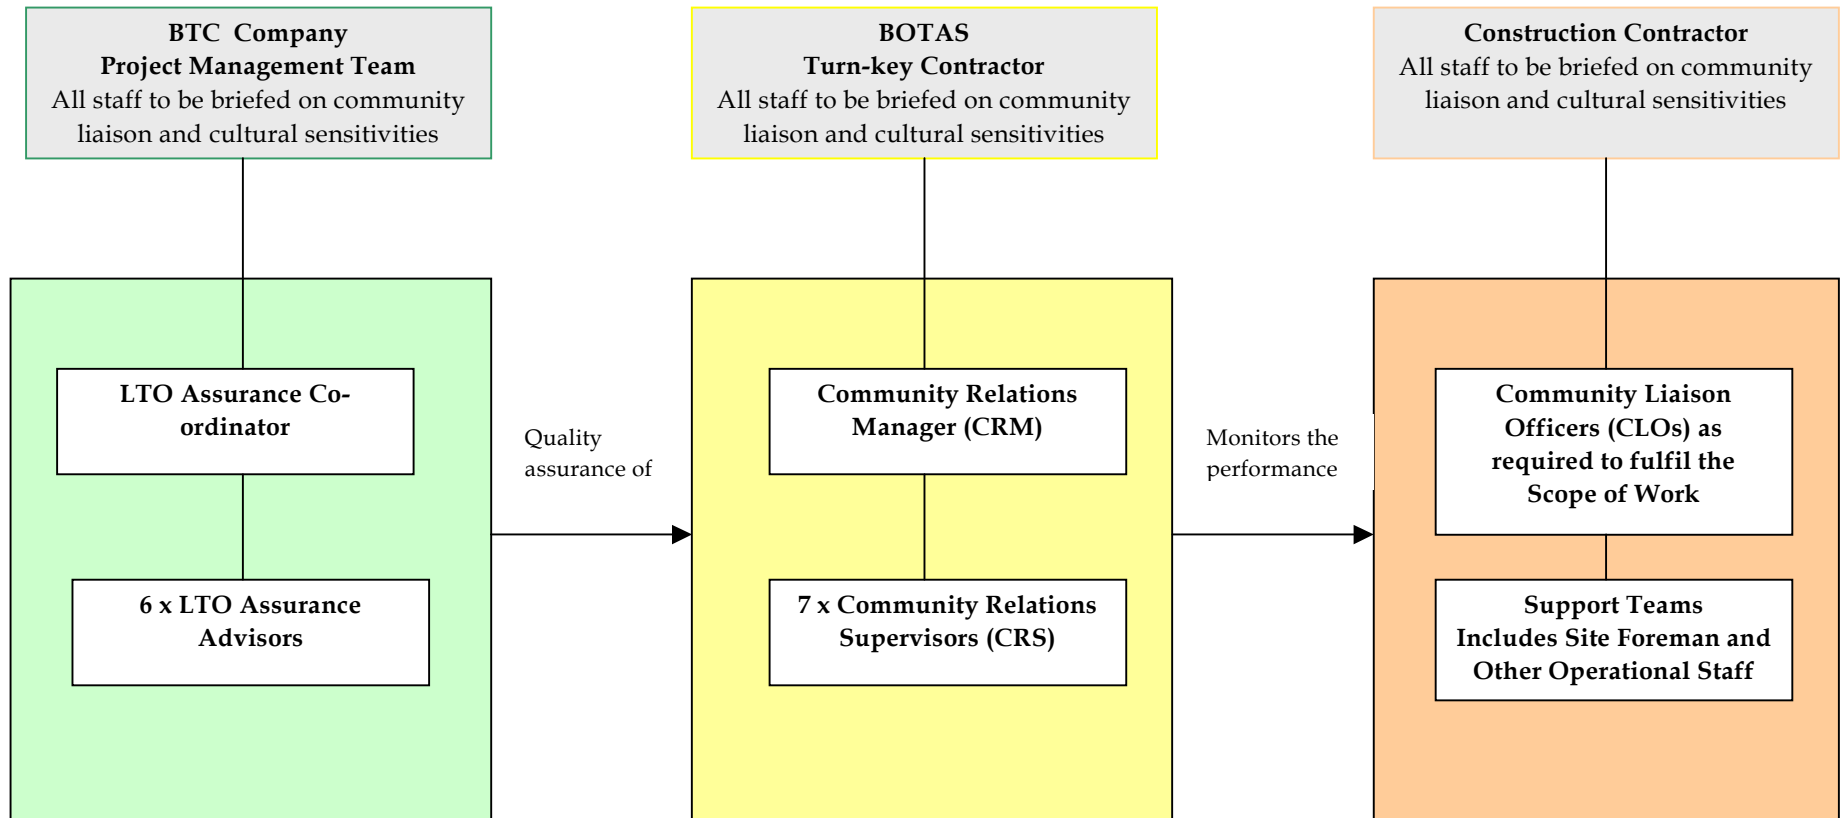 BTC Company
Project Management Team
All staff to be briefed on community
liaison and cultural sensitivities
BOTAS
Turn-key Contractor
All staff to be briefed on community
liaison and cultural sensitivities
Construction Contractor
All staff to be briefed on community
liaison and cultural sensitivities
LTO Assurance Co-
ordinator
6 x LTO Assurance
Advisors
Quality
assurance of
Community Relations
Manager (CRM)
7 x Community Relations
Supervisors (CRS)
Monitors the
performance
Community Liaison
Officers (CLOs) as
required to fulfil the
Scope of Work
Support Teams
Includes Site Foreman and
Other Operational Staff